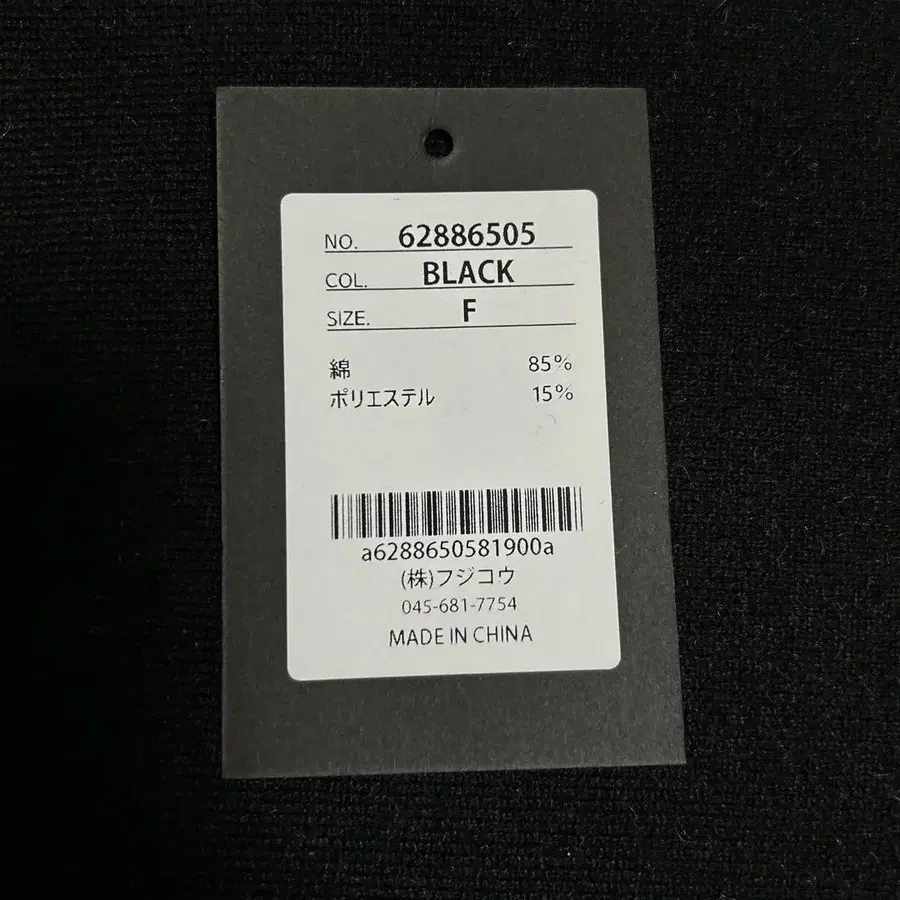 NO. 62886505
COL. BLACK
SIZE. F
綿 85%
ポリエステル 15%
a6288650581900a
(株)フジコウ
045-681-7754
MADE IN CHINA